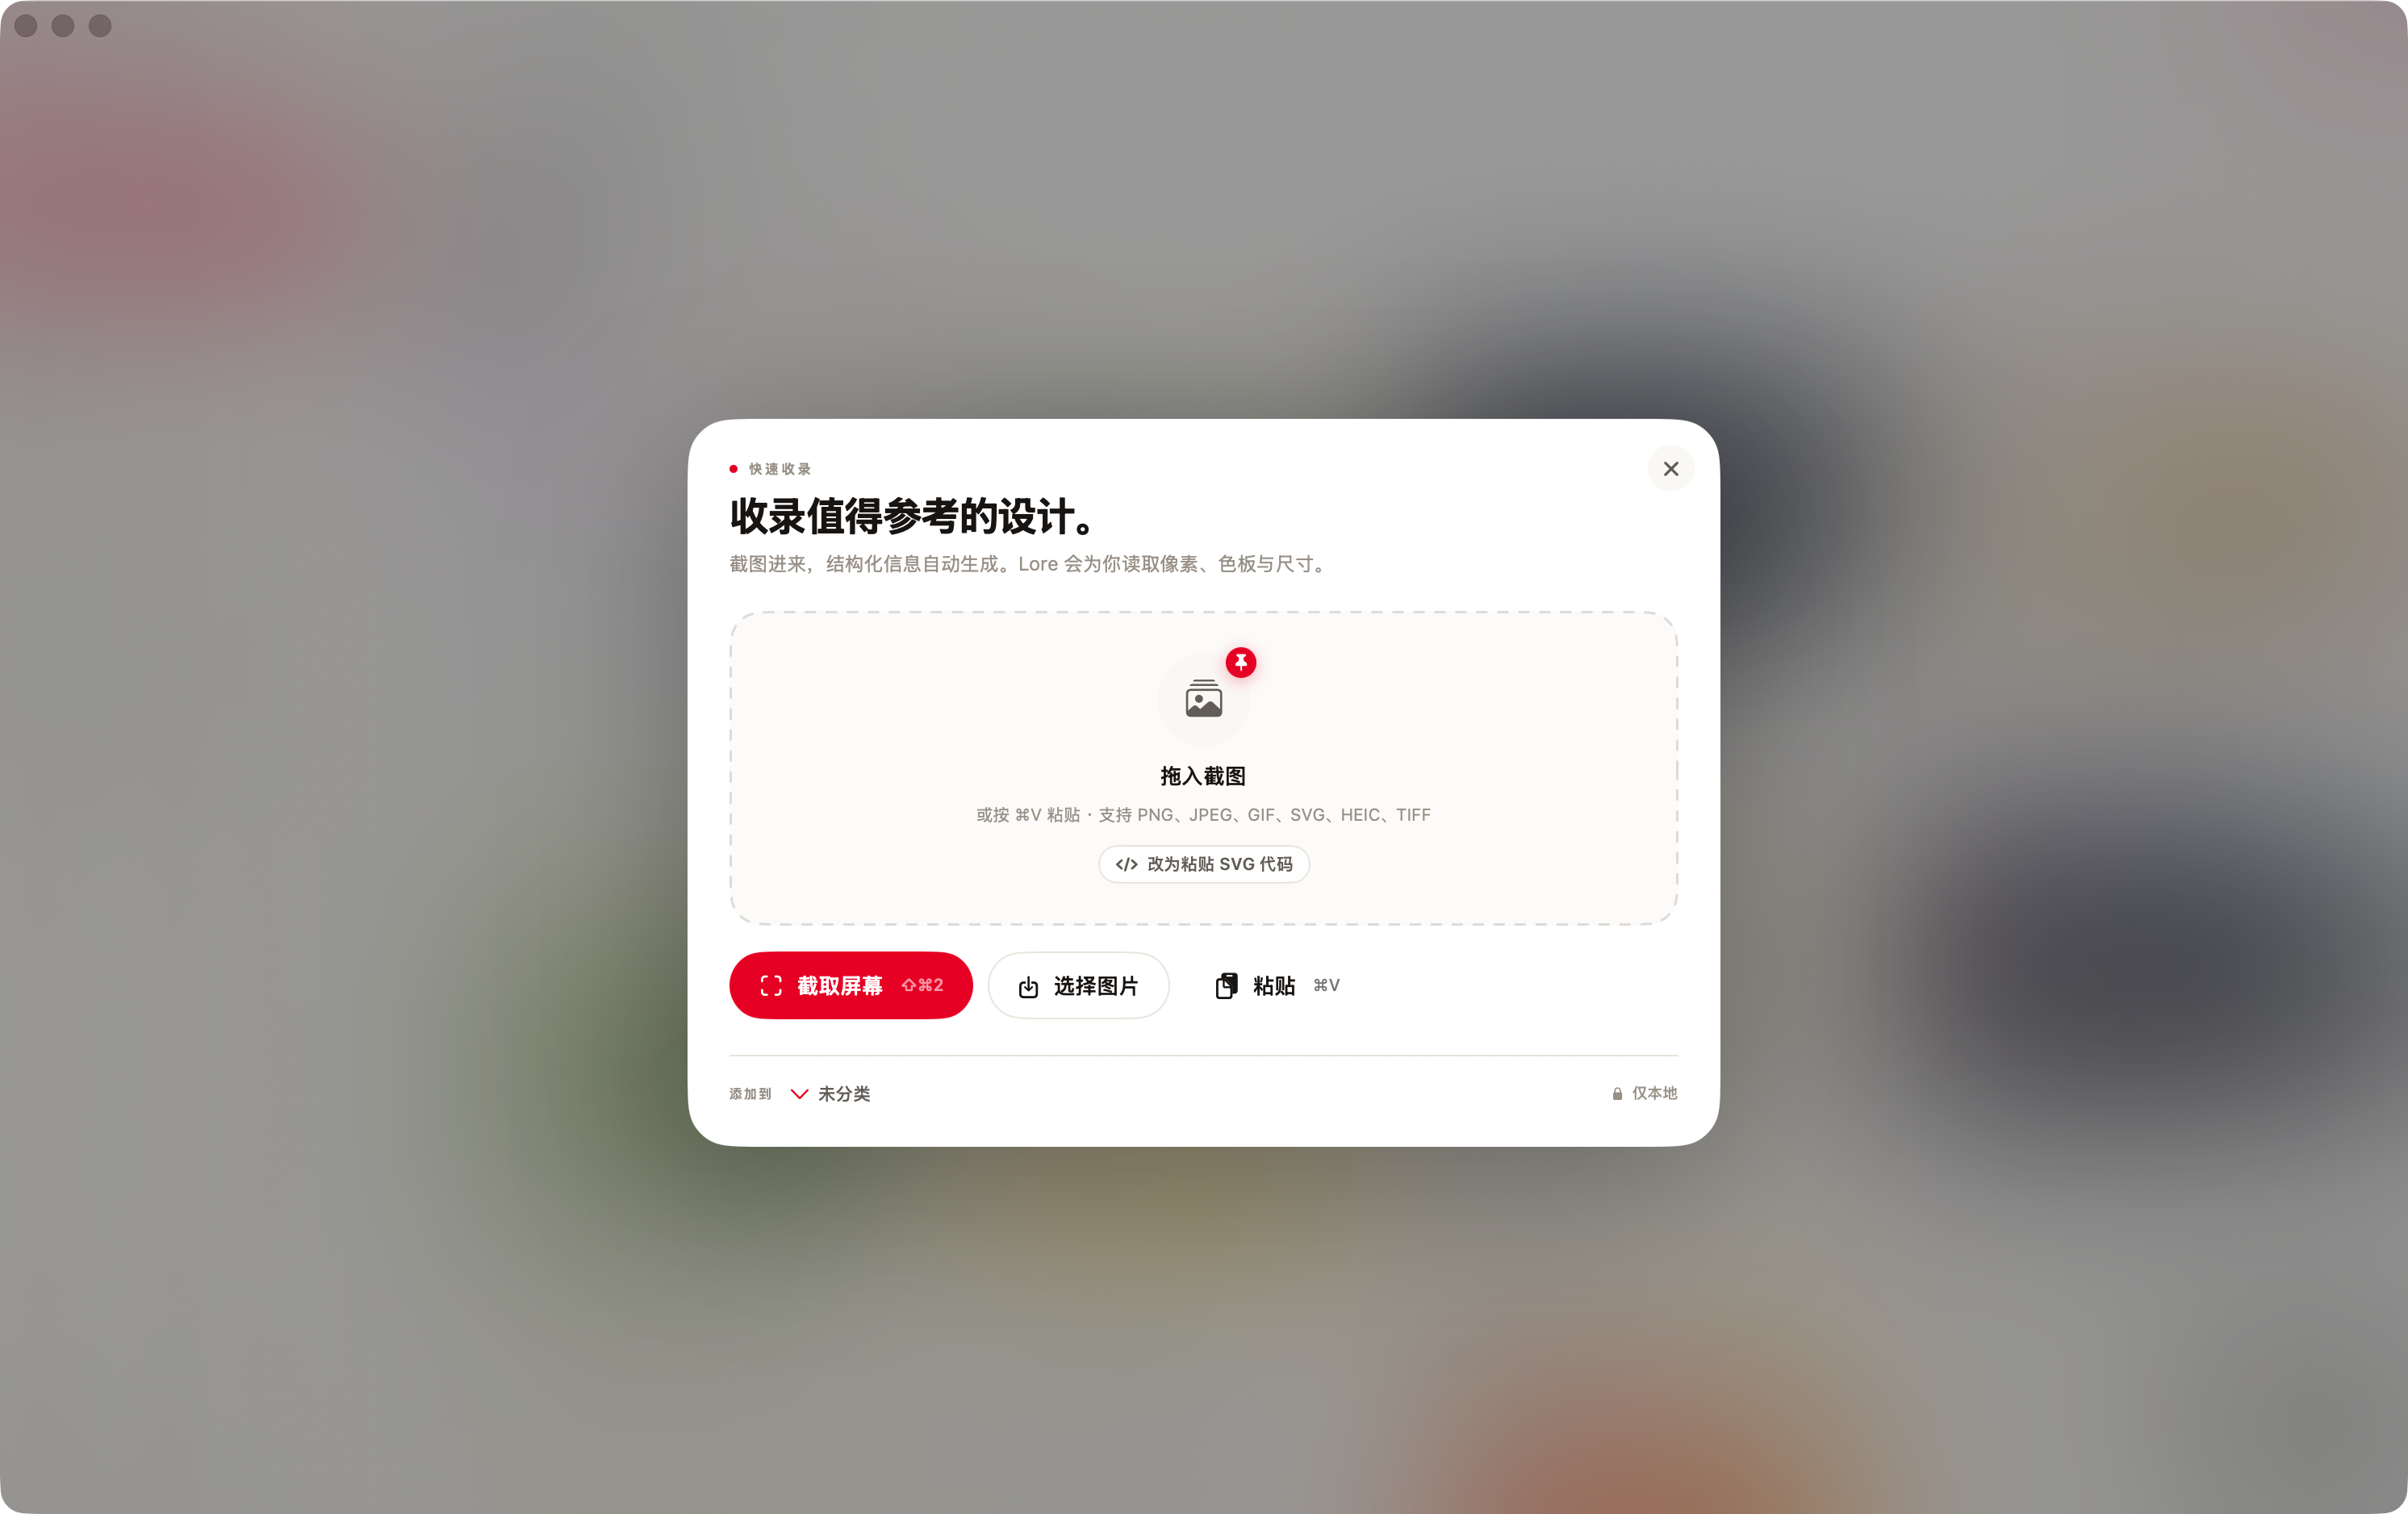 快速收录
收录值得参考的设计。
截图进来，结构化信息自动生成。Lore 会为你读取像素、色板与尺寸。
拖入截图
或按 ⌘V 粘贴 · 支持 PNG、JPEG、GIF、SVG、HEIC、TIFF
</> 改为粘贴 SVG 代码
截取屏幕 ⇧⌘2
选择图片
粘贴 ⌘V
添加到 未分类
仅本地